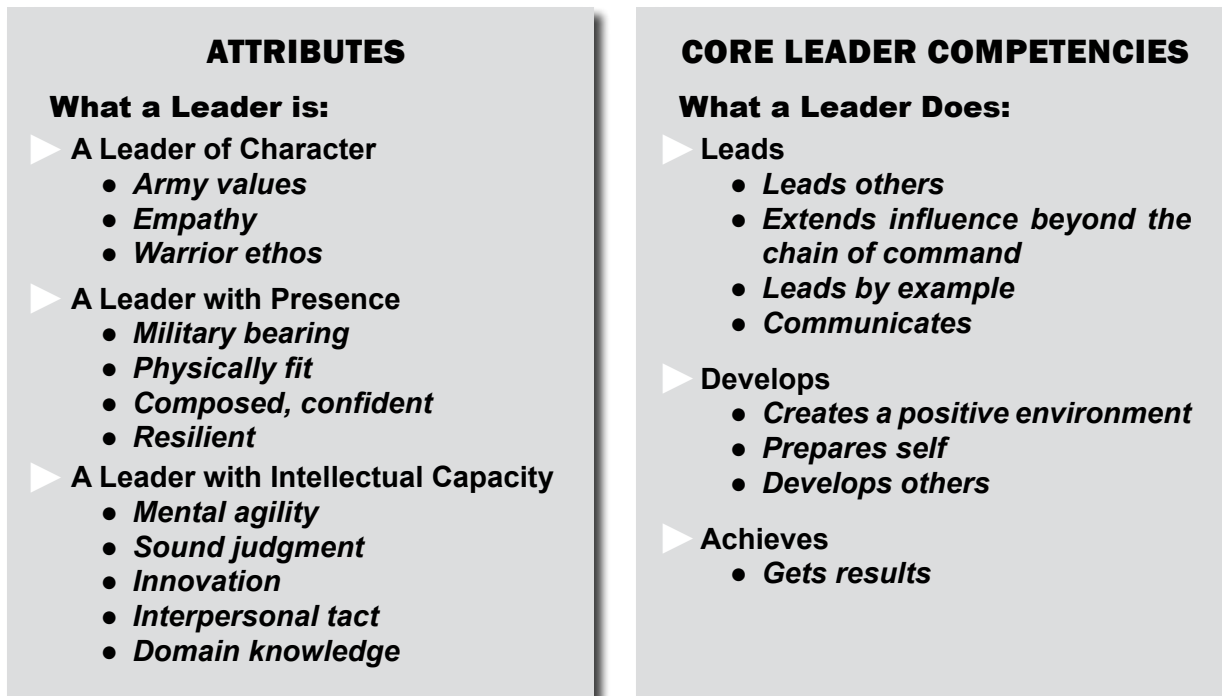 ATTRIBUTES
What a Leader is:
A Leader of Character
● Army values
● Empathy
● Warrior ethos
A Leader with Presence
● Military bearing
● Physically fit
● Composed, confident
● Resilient
A Leader with Intellectual Capacity
● Mental agility
● Sound judgment
● Innovation
● Interpersonal tact
● Domain knowledge
CORE LEADER COMPETENCIES
What a Leader Does:
Leads
● Leads others
● Extends influence beyond the
chain of command
● Leads by example
● Communicates
Develops
● Creates a positive environment
● Prepares self
● Develops others
Achieves
● Gets results